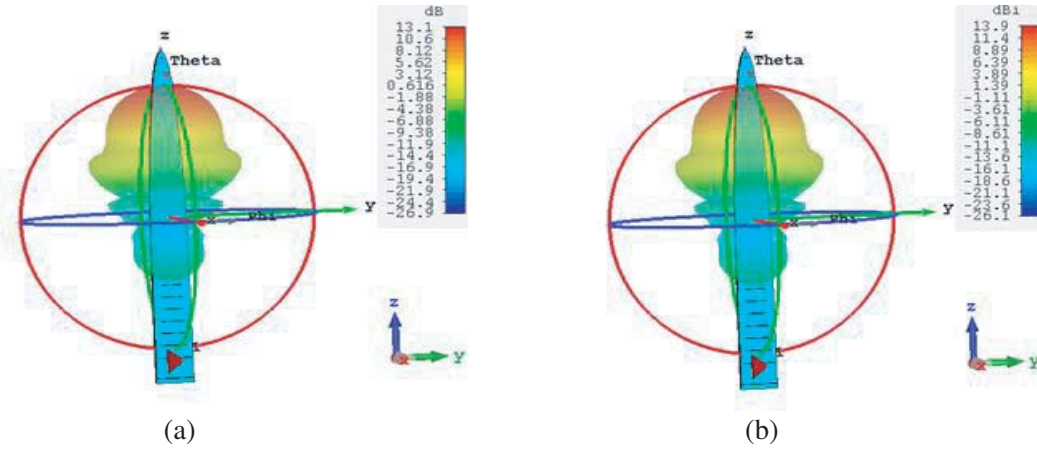 dB
13.1
10.6
8.12
5.62
3.12
0.616
-1.88
-4.38
-6.88
-9.38
-11.9
-14.4
-16.9
-19.4
-21.9
-24.4
-26.9
z
Theta
Y
x
Phi
1
z
x
y
(a)
dBi
13.9
11.4
8.89
6.39
3.89
1.39
-1.11
-3.61
-6.11
-8.61
-11.1
-13.6
-16.1
-18.6
-21.1
-23.6
-26.1
z
Theta
Y
x
Phi
z
x
y
(b)